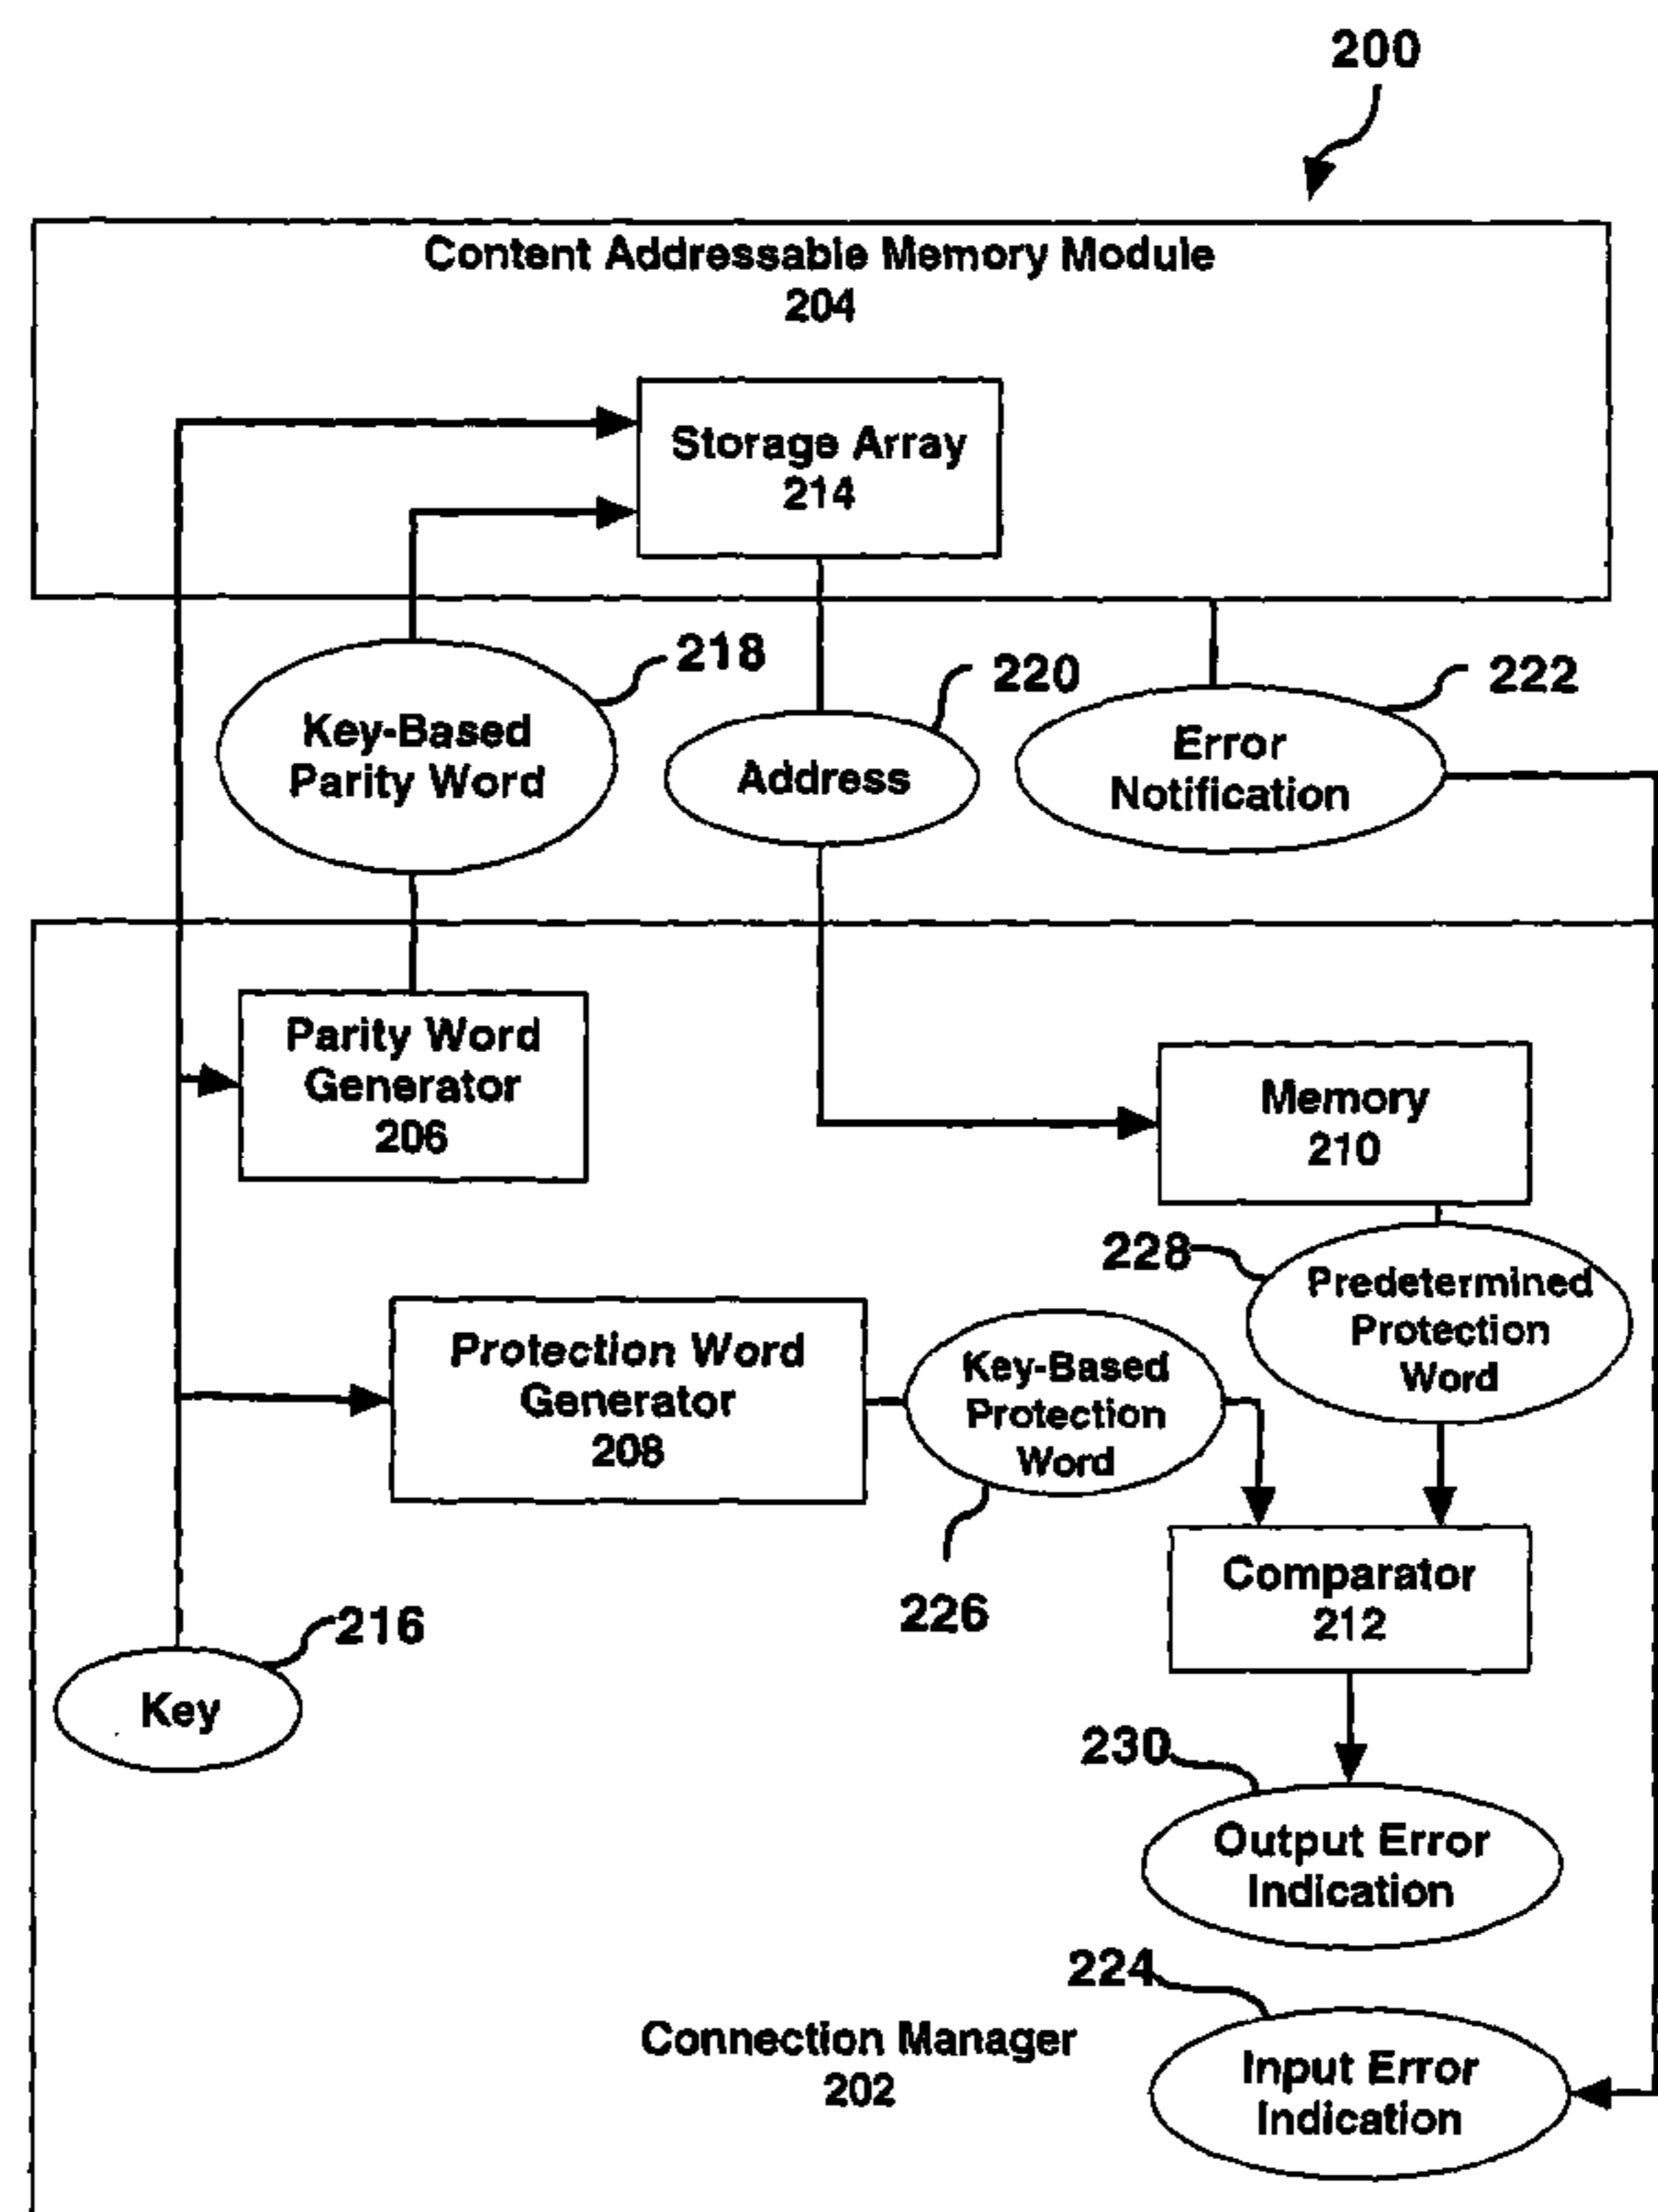 200
Content Addressable Memory Module
204
Storage Array
214
218
220
222
Key-Based
Parity Word
Address
Error
Notification
Parity Word
Generator
206
Memory
210
228
Predetermined
Protection
Word
Protection Word
Generator
208
Key-Based
Protection
Word
226
Comparator
212
216
Key
230
Output Error
Indication
224
Connection Manager
202
Input Error
Indication